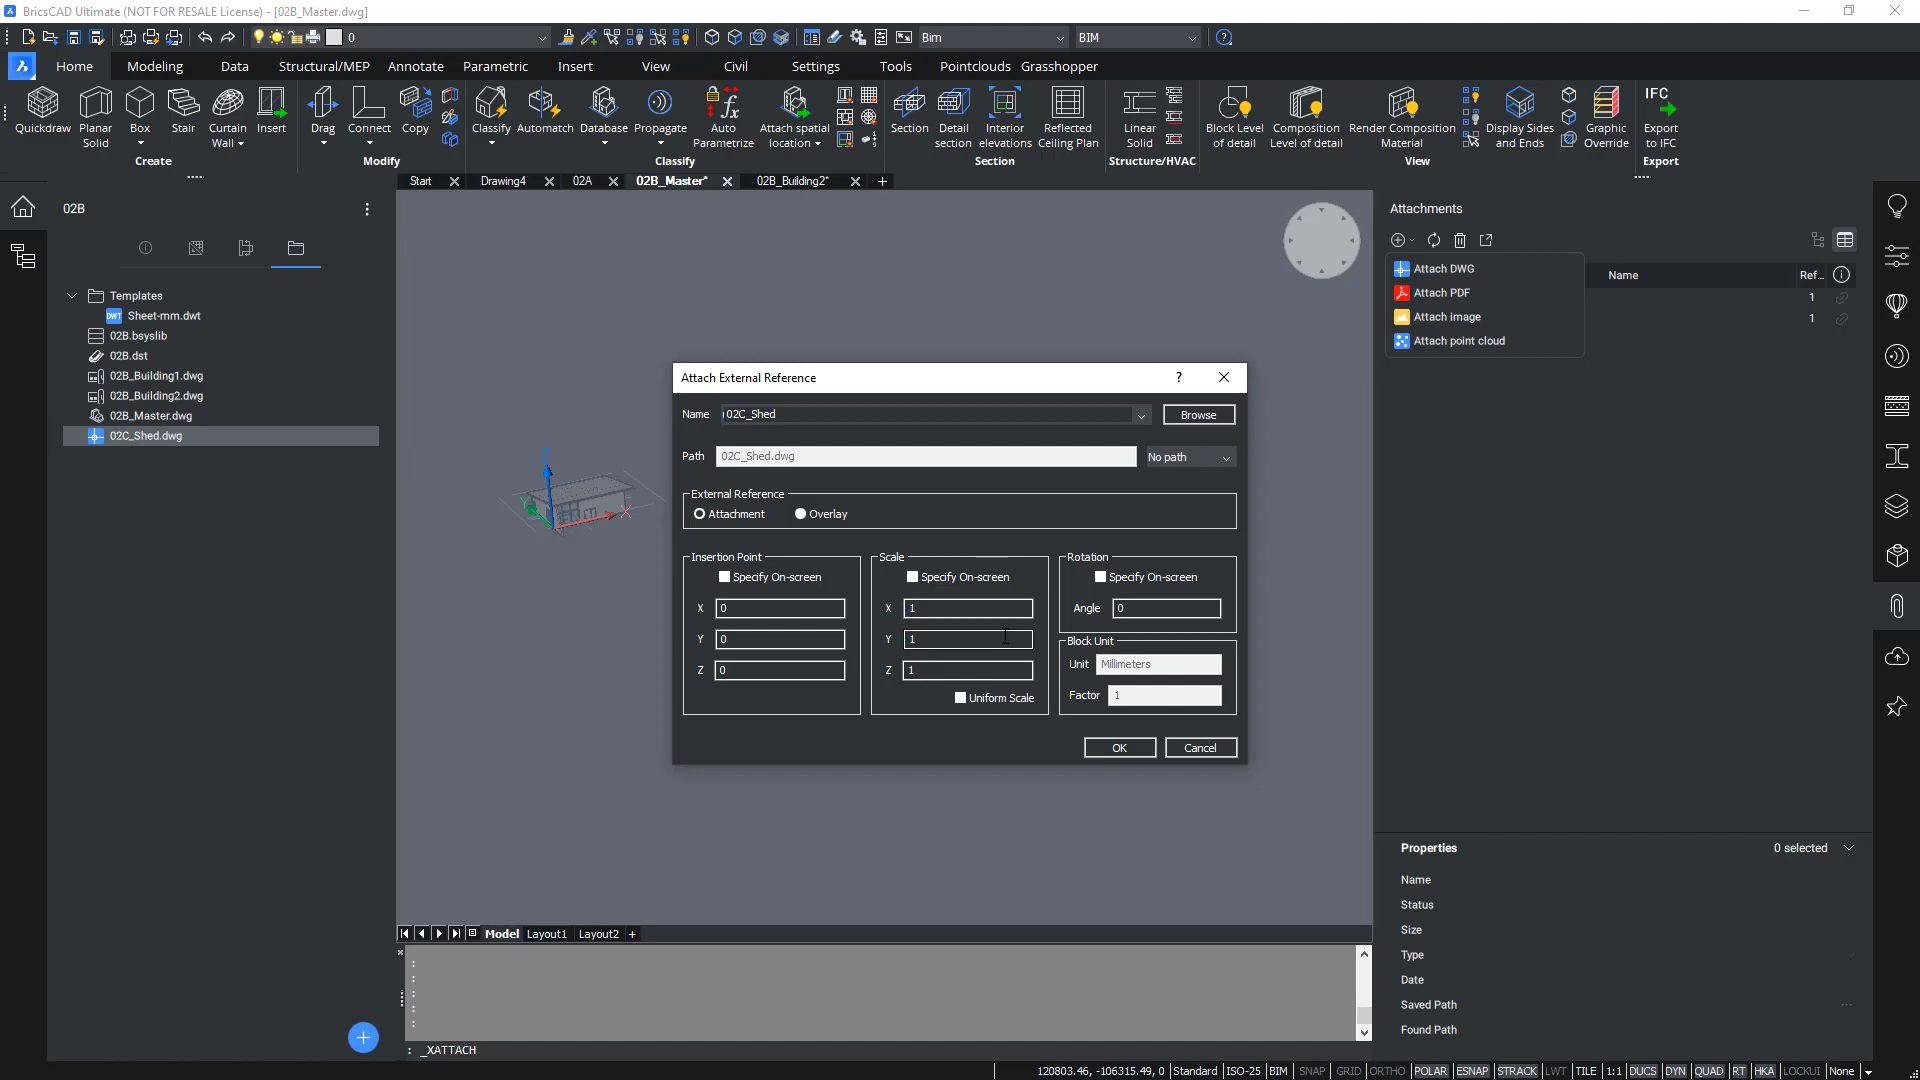 BricsCAD Ultimate (NOT FOR RESALE License) - [02B_Master.dwg]
0
Bim
BIM
Home
Modeling
Data
Structural/MEP
Annotate
Parametric
Insert
View
Civil
Settings
Tools
Pointclouds
Grasshopper
Quickdraw
Planar Solid
Box
Stair
Curtain Wall
Insert
Create
Drag
Connect
Copy
Modify
Classify
Automatch
Database
Propagate
Auto Parametrize
Attach spatial location
Classify
Section
Detail section
Interior elevations
Reflected Ceiling Plan
Section
Linear Solid
Structure/HVAC
Block Level of detail
Composition Level of detail
Render Composition Material
Display Sides and Ends
Graphic Override
View
IFC
Export to IFC
Export
Start
Drawing4
02A
02B_Master*
02B_Building2*
02B
Templates
DWT
Sheet-mm.dwt
02B.bsyslib
02B.dst
02B_Building1.dwg
02B_Building2.dwg
02B_Master.dwg
02C_Shed.dwg
Z
Y
X
Attach External Reference
?
Name
02C_Shed
Browse
Path
02C_Shed.dwg
No path
External Reference
Attachment
Overlay
Insertion Point
Specify On-screen
X 0
Y 0
Z 0
Scale
Specify On-screen
X 1
Y 1
Z 1
Uniform Scale
Rotation
Specify On-screen
Angle 0
Block Unit
Unit Millimeters
Factor 1
OK
Cancel
Attachments
Attach DWG
Attach PDF
Attach image
Attach point cloud
Name
Ref...
1
1
Properties
0 selected
Name
Status
Size
Type
Date
Saved Path
Found Path
Model
Layout1
Layout2
+
:
:
:
:
:
: _XATTACH
120803.46, -106315.49, 0
Standard
ISO-25
BIM
SNAP
GRID
ORTHO
POLAR
ESNAP
STRACK
LWT
TILE
1:1
DUCS
DYN
QUAD
RT
HKA
LOCKUI
None